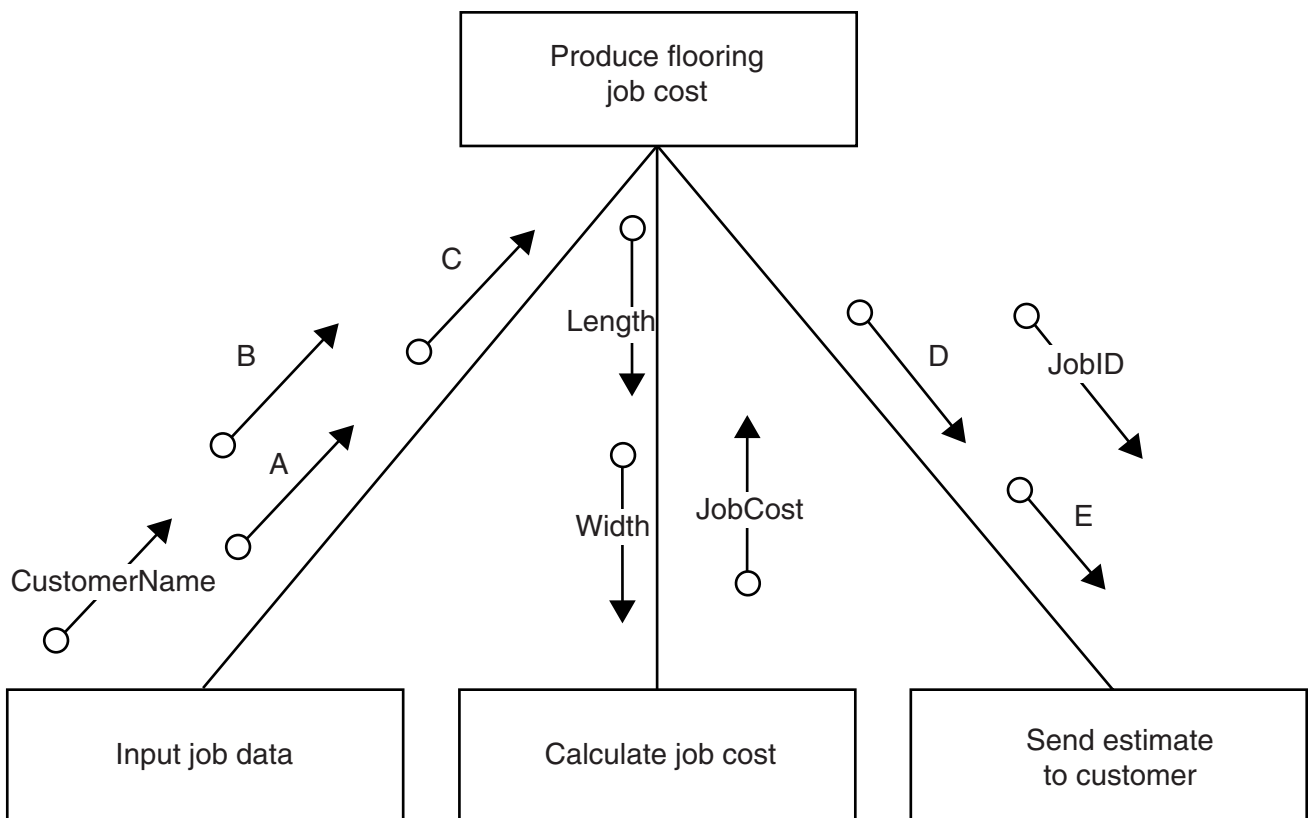 Produce flooring
job cost
C
Length
B
D
JobID
A
Width
JobCost
E
CustomerName
Input job data
Calculate job cost
Send estimate
to customer